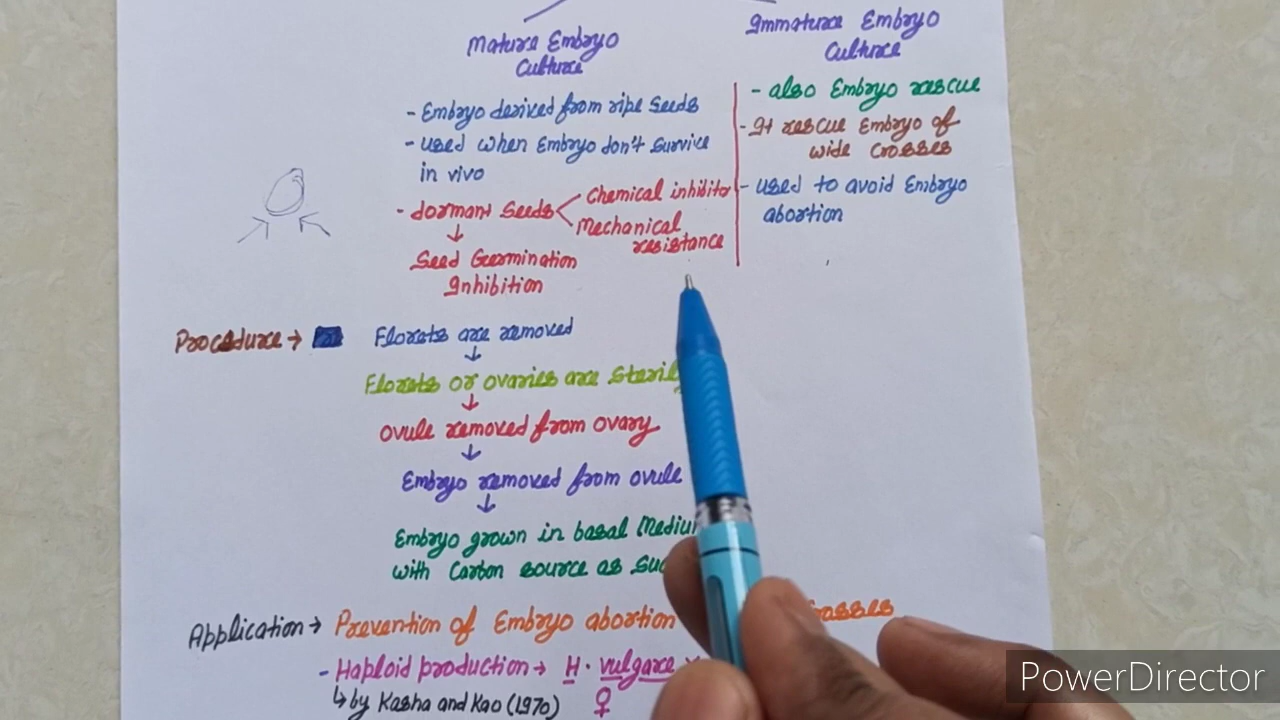 Mature Embryo
Culture
- Embryo derived from ripe seeds
- used when Embryo don't survive
in vivo
- dormant seeds
Chemical inhibitor
Mechanical
resistance
↓
Seed Germination
Inhibition
Immature Embryo
Culture
- also Embryo rescue
- It rescue Embryo of
wide crosses
- used to avoid Embryo
abortion
Procedure → Florets are removed
↓
Florets or ovaries are
↓
Ovule removed from ovary
↓
Embryo removed from ovule
↓
Embryo grown in basal
with Carbon source as
Application → Prevention of Embryo abortion
- Haploid production → H. vulgare
↳ by Kasha and Kao (1970) ♀
PowerDirector